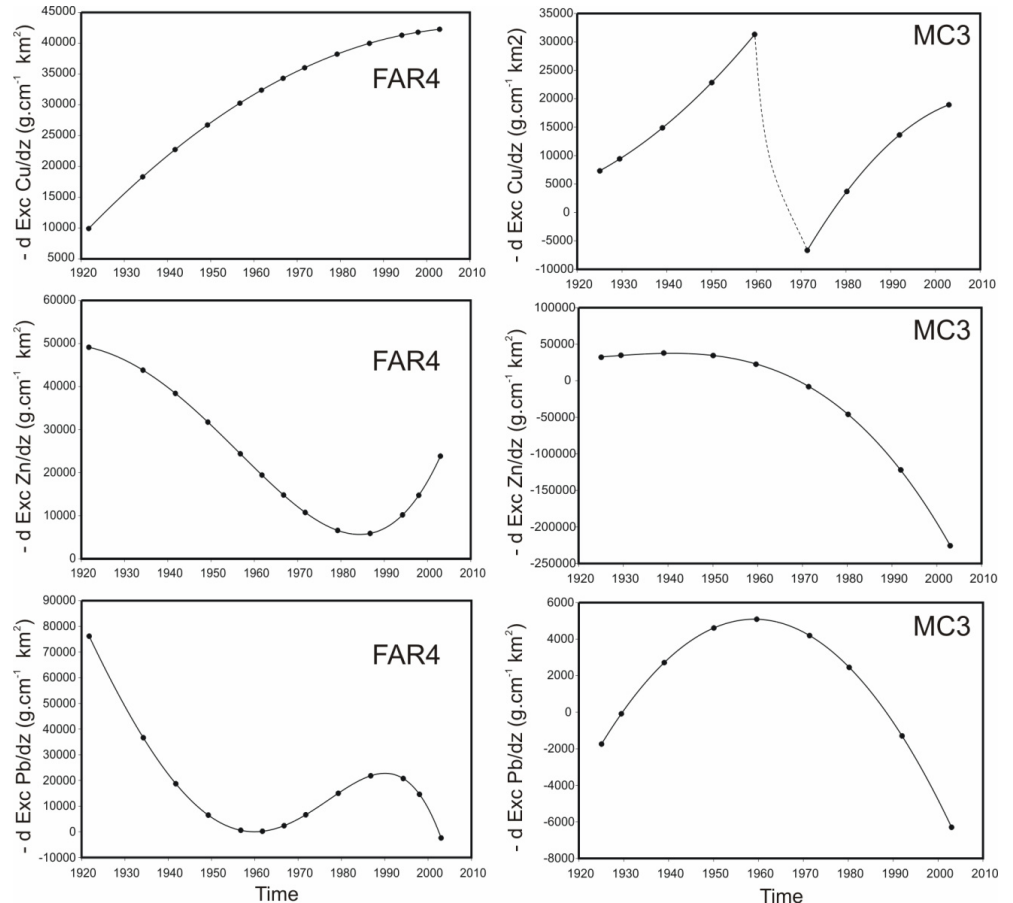 - d Exc Cu/dz (g.cm⁻¹ km²)
45000
40000
35000
30000
25000
20000
15000
10000
5000
FAR4
1920 1930 1940 1950 1960 1970 1980 1990 2000 2010
- d Exc Cu/dz (g.cm⁻¹ km2)
35000
30000
25000
20000
15000
10000
5000
0
-5000
-10000
MC3
1920 1930 1940 1950 1960 1970 1980 1990 2000 2010
- d Exc Zn/dz (g.cm⁻¹ km²)
60000
50000
40000
30000
20000
10000
0
FAR4
1920 1930 1940 1950 1960 1970 1980 1990 2000 2010
- d Exc Zn/dz (g.cm⁻¹ km²)
100000
50000
0
-50000
-100000
-150000
-200000
-250000
MC3
1920 1930 1940 1950 1960 1970 1980 1990 2000 2010
- d Exc Pb/dz (g.cm⁻¹ km²)
90000
80000
70000
60000
50000
40000
30000
20000
10000
0
-10000
FAR4
1920 1930 1940 1950 1960 1970 1980 1990 2000 2010
Time
- d Exc Pb/dz (g.cm⁻¹ km²)
6000
4000
2000
0
-2000
-4000
-6000
-8000
MC3
1920 1930 1940 1950 1960 1970 1980 1990 2000 2010
Time